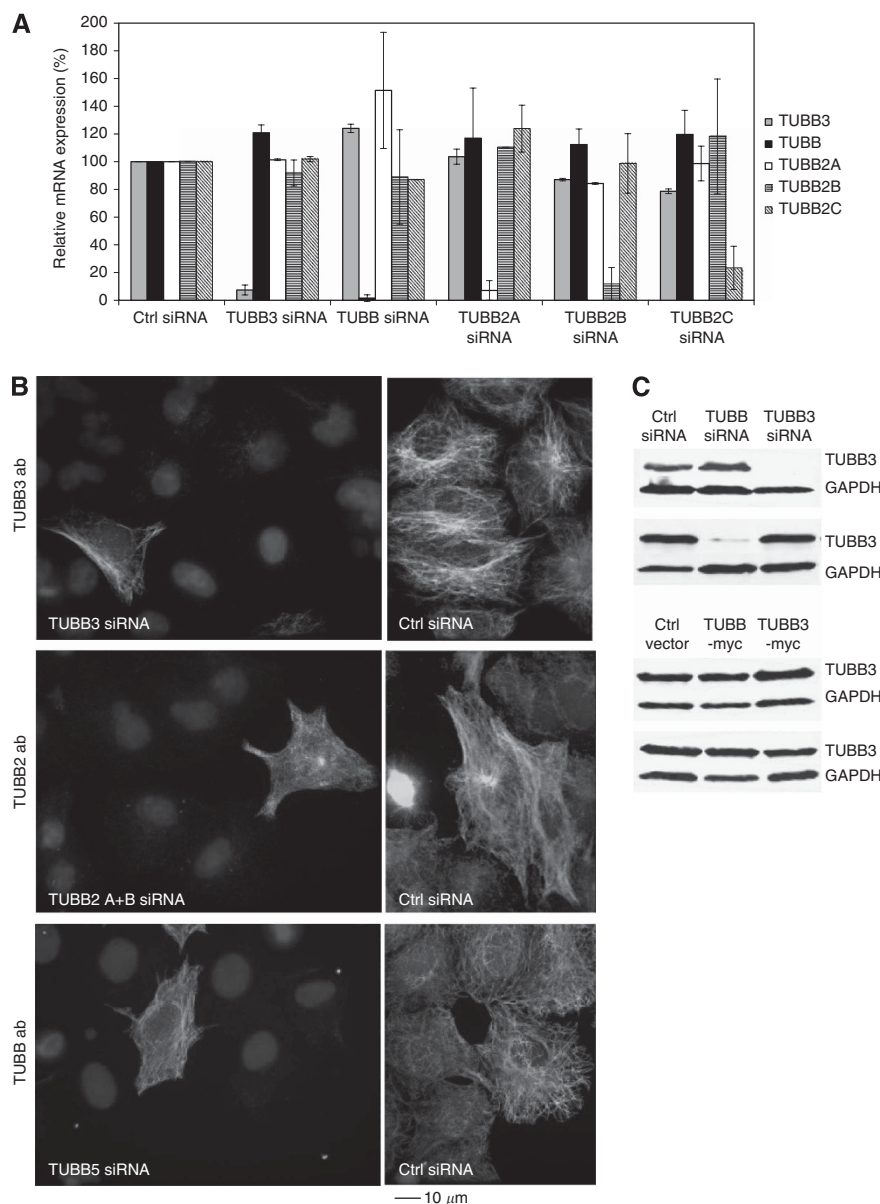 A
200
180
160
140
120
100
80
60
40
20
0
Relative mRNA expression (%)
Ctrl siRNA
TUBB3 siRNA
TUBB siRNA
TUBB2A siRNA
TUBB2B siRNA
TUBB2C siRNA
TUBB3
TUBB
TUBB2A
TUBB2B
TUBB2C
B
TUBB3 ab
TUBB3 siRNA
Ctrl siRNA
TUBB2 ab
TUBB2 A+B siRNA
Ctrl siRNA
TUBB ab
TUBB5 siRNA
Ctrl siRNA
10 μm
C
Ctrl siRNA
TUBB siRNA
TUBB3 siRNA
TUBB3
GAPDH
TUBB3
GAPDH
Ctrl vector
TUBB -myc
TUBB3 -myc
TUBB3
GAPDH
TUBB3
GAPDH